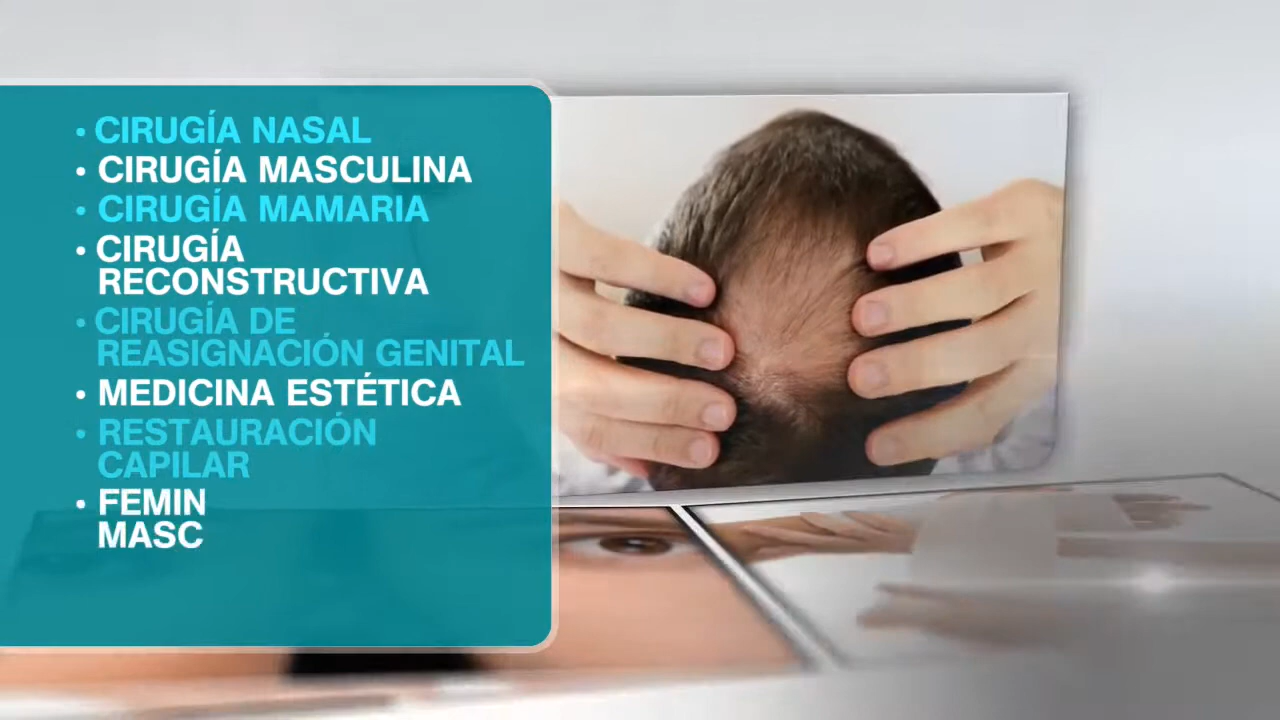 • CIRUGÍA NASAL
• CIRUGÍA MASCULINA
• CIRUGÍA MAMARIA
• CIRUGÍA
RECONSTRUCTIVA
• CIRUGÍA DE
REASIGNACIÓN GENITAL
• MEDICINA ESTÉTICA
• RESTAURACIÓN
CAPILAR
• FEMIN
MASC